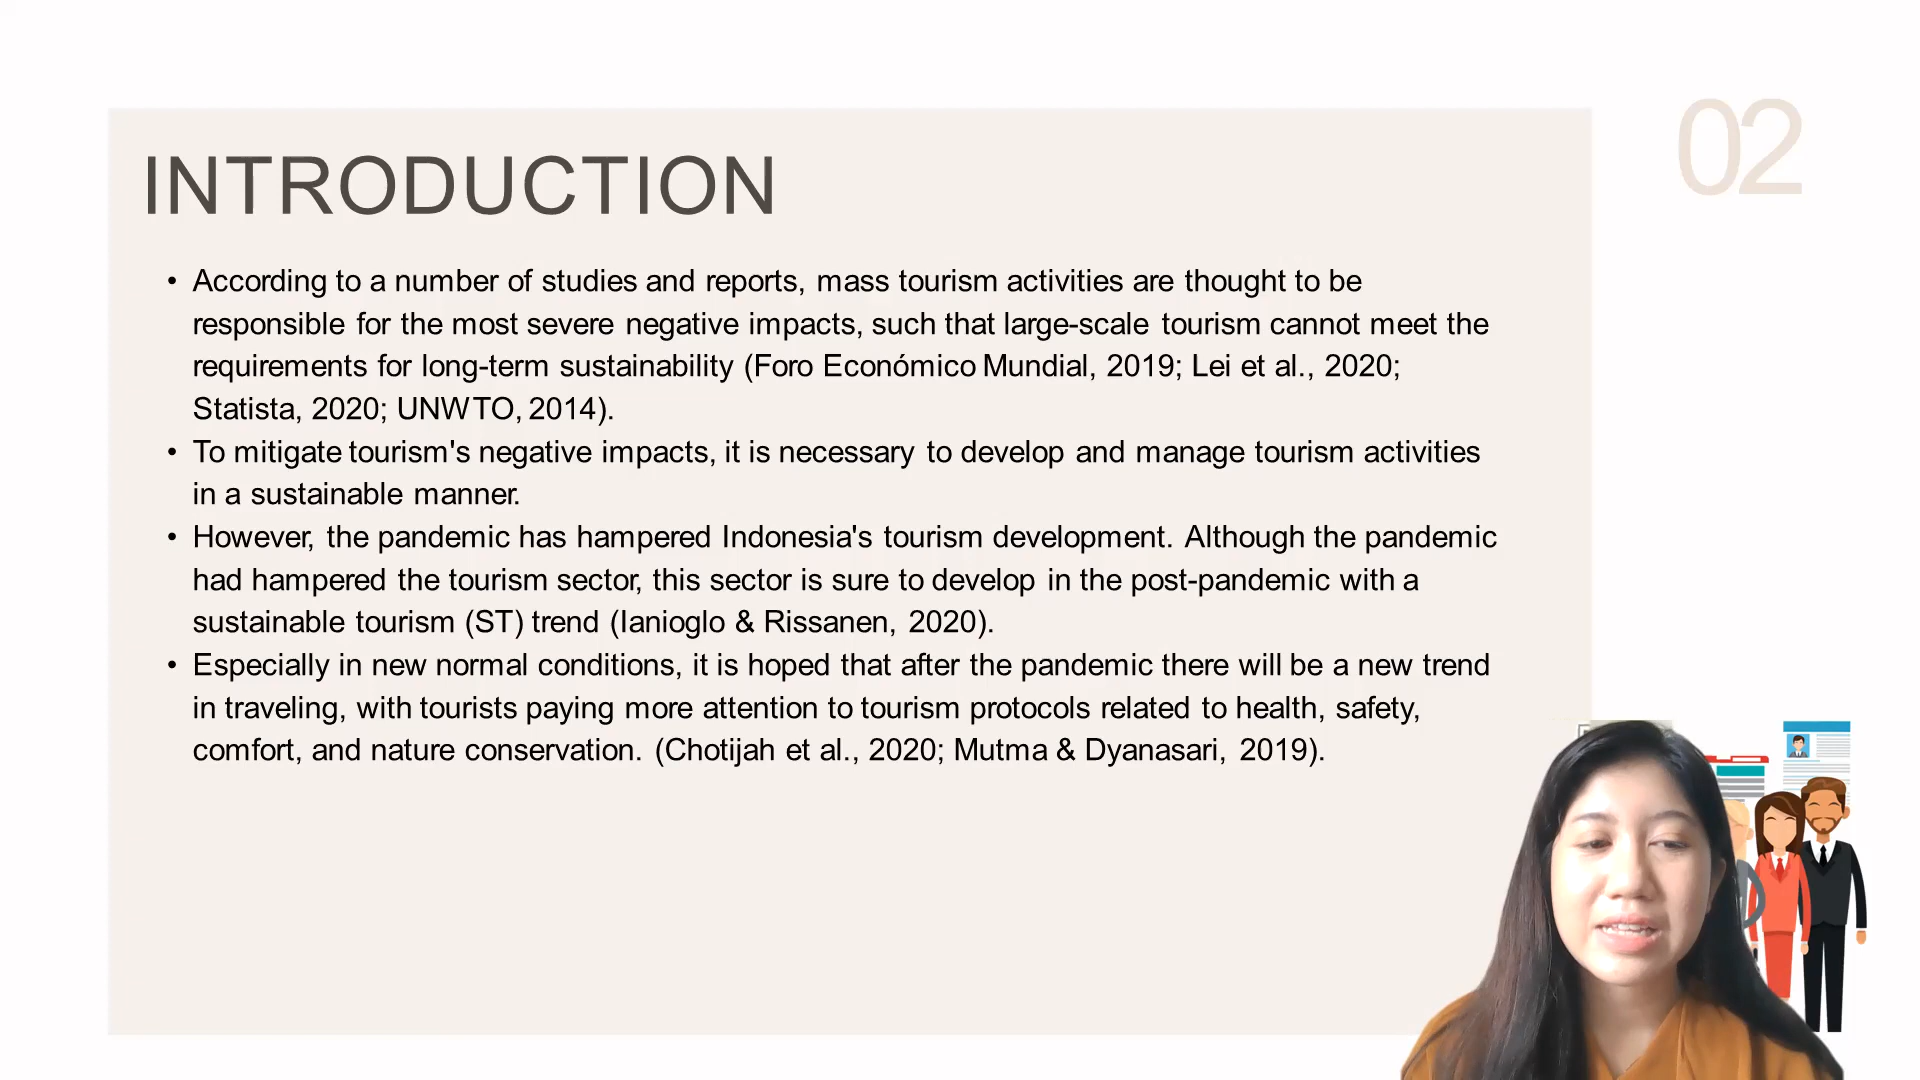 02
INTRODUCTION
• According to a number of studies and reports, mass tourism activities are thought to be
responsible for the most severe negative impacts, such that large-scale tourism cannot meet the
requirements for long-term sustainability (Foro Económico Mundial, 2019; Lei et al., 2020;
Statista, 2020; UNWTO, 2014).
• To mitigate tourism's negative impacts, it is necessary to develop and manage tourism activities
in a sustainable manner.
• However, the pandemic has hampered Indonesia's tourism development. Although the pandemic
had hampered the tourism sector, this sector is sure to develop in the post-pandemic with a
sustainable tourism (ST) trend (Ianioglo & Rissanen, 2020).
• Especially in new normal conditions, it is hoped that after the pandemic there will be a new trend
in traveling, with tourists paying more attention to tourism protocols related to health, safety,
comfort, and nature conservation. (Chotijah et al., 2020; Mutma & Dyanasari, 2019).